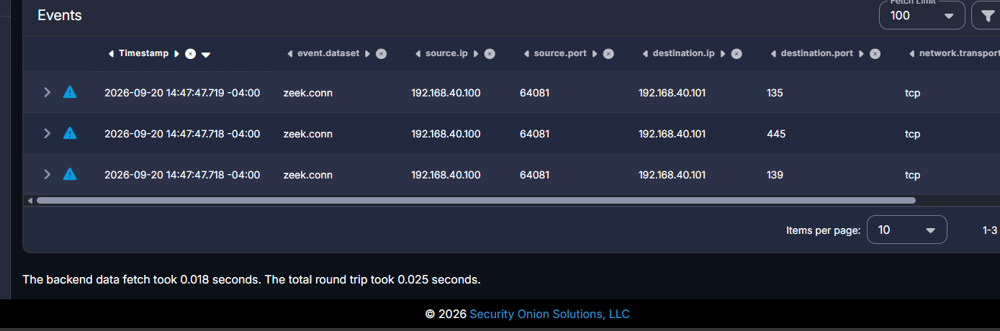 Events
Fetch Limit
100
Timestamp event.dataset source.ip source.port destination.ip destination.port network.transport
2026-09-20 14:47:47.719 -04:00 zeek.conn 192.168.40.100 64081 192.168.40.101 135 tcp
2026-09-20 14:47:47.718 -04:00 zeek.conn 192.168.40.100 64081 192.168.40.101 445 tcp
2026-09-20 14:47:47.718 -04:00 zeek.conn 192.168.40.100 64081 192.168.40.101 139 tcp
Items per page: 10 1-3
The backend data fetch took 0.018 seconds. The total round trip took 0.025 seconds.
© 2026 Security Onion Solutions, LLC